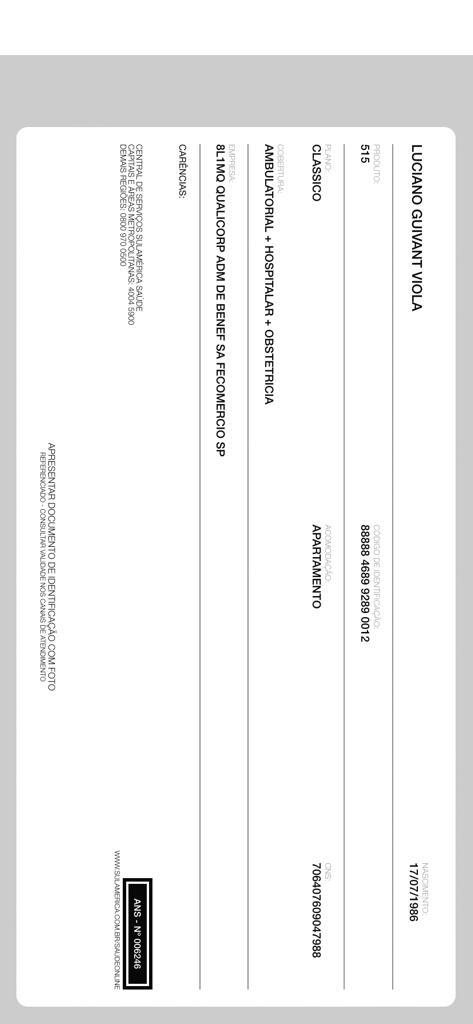 LUCIANO GUIVANT VIOLA
NASCIMENTO:
17/07/1986
PRODUTO:
515
CÓDIGO DE IDENTIFICAÇÃO:
88888 4689 9289 0012
PLANO:
CLASSICO
ACOMODAÇÃO:
APARTAMENTO
CNS:
706407609047988
COBERTURA:
AMBULATORIAL + HOSPITALAR + OBSTETRICIA
EMPRESA:
8L1MQ QUALICORP ADM DE BENEF SA FECOMERCIO SP
CARÊNCIAS:
CENTRAL DE SERVIÇOS SULAMÉRICA SAÚDE
CAPITAIS E ÁREAS METROPOLITANAS: 4004 5900
DEMAIS REGIÕES: 0800 970 0500
ANS - Nº 006246
WWW.SULAMERICA.COM.BR/SAUDEONLINE
APRESENTAR DOCUMENTO DE IDENTIFICAÇÃO COM FOTO
REFERENCIADO - CONSULTAR VALIDADE NOS CANAIS DE ATENDIMENTO